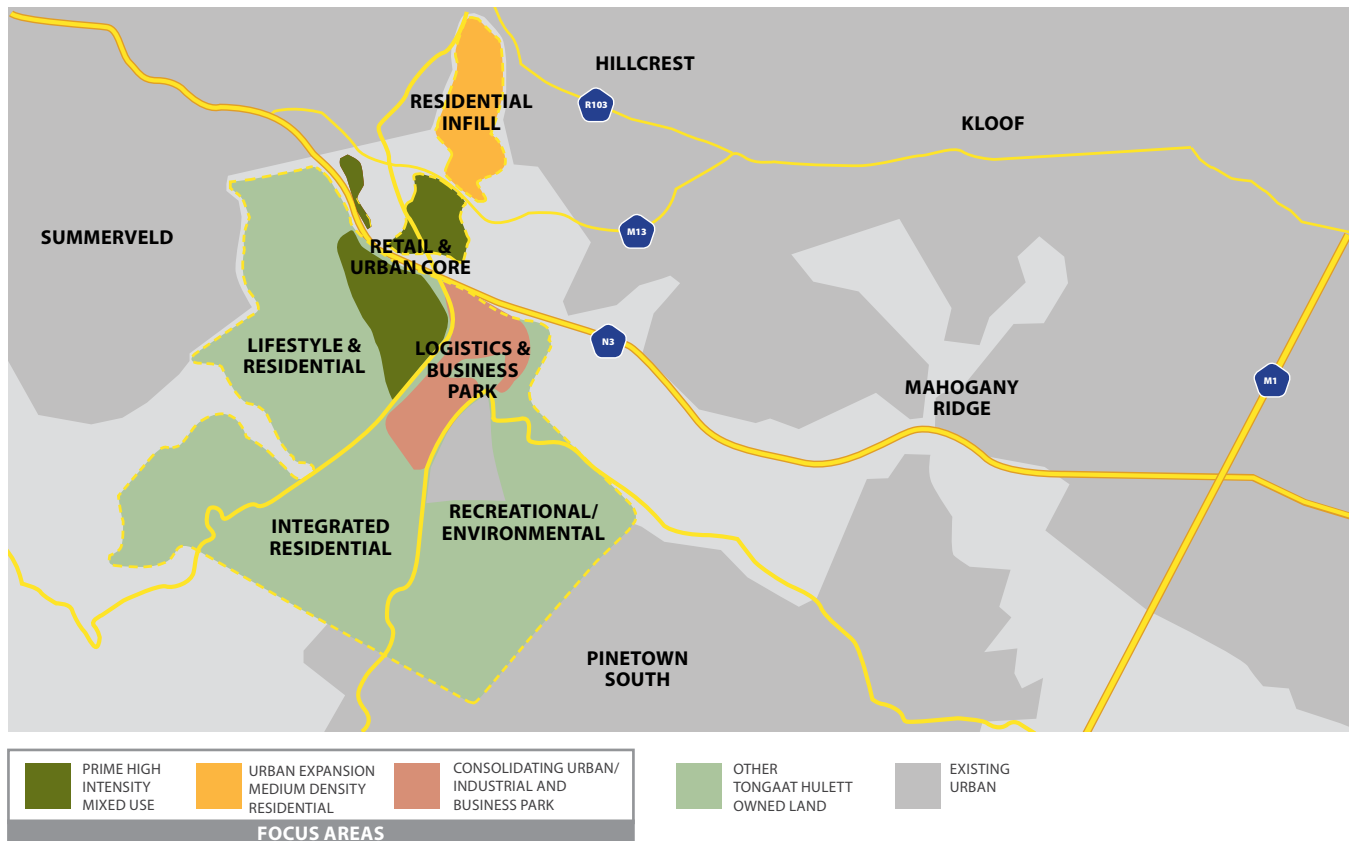 HILLCREST
RESIDENTIAL
INFILL
R103
KLOOF
SUMMERVELD
M13
RETAIL &
URBAN CORE
LIFESTYLE &
RESIDENTIAL
LOGISTICS &
BUSINESS
PARK
N3
MAHOGANY
RIDGE
M1
INTEGRATED
RESIDENTIAL
RECREATIONAL/
ENVIRONMENTAL
PINETOWN
SOUTH
PRIME HIGH
INTENSITY
MIXED USE
URBAN EXPANSION
MEDIUM DENSITY
RESIDENTIAL
CONSOLIDATING URBAN/
INDUSTRIAL AND
BUSINESS PARK
OTHER
TONGAAT HULETT
OWNED LAND
EXISTING
URBAN
FOCUS AREAS